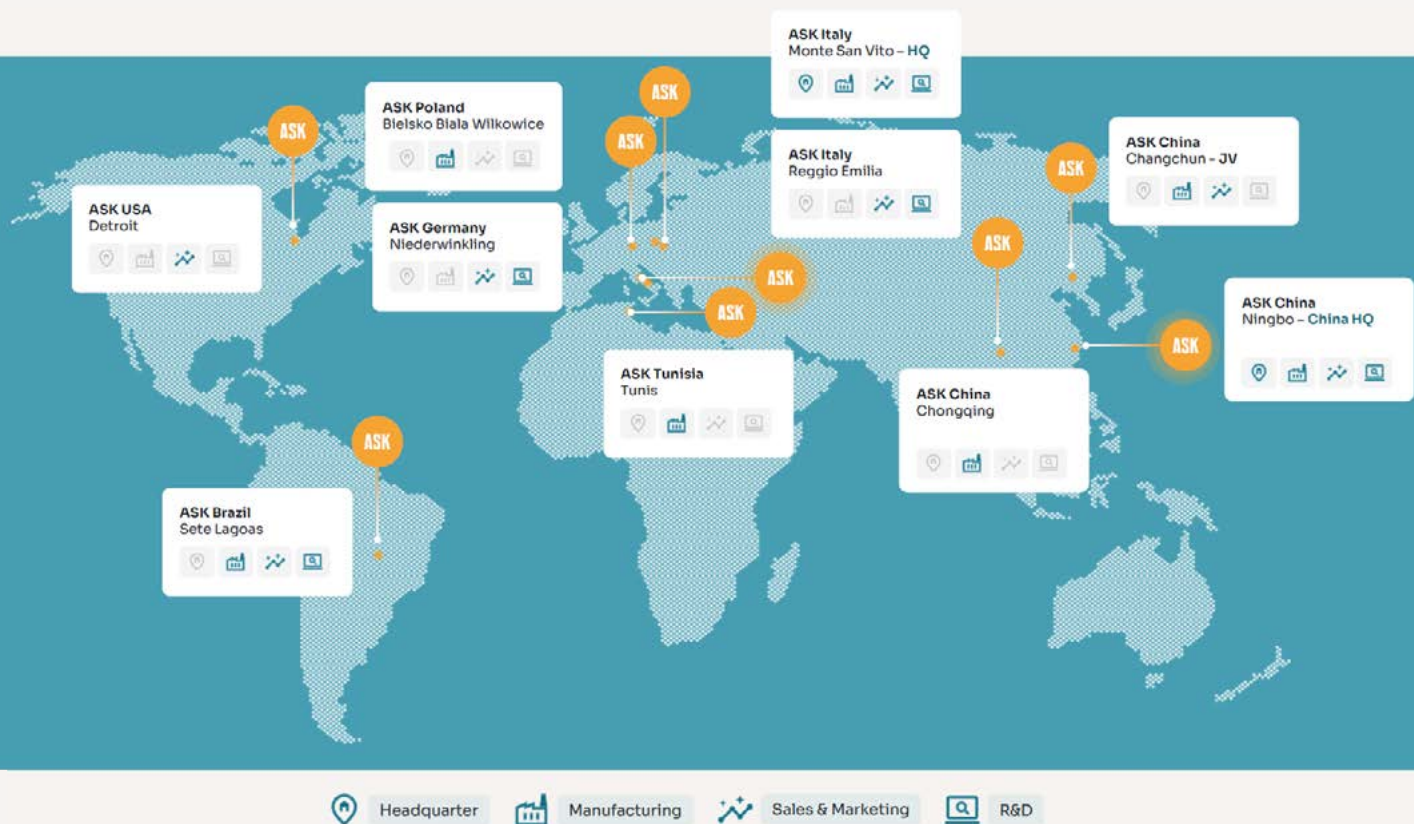 ASK Italy
Monte San Vito – HQ
ASK
ASK Poland
Bielsko Biala Wilkowice
ASK
ASK
ASK Italy
Reggio Emilia
ASK
ASK China
Changchun - JV
ASK USA
Detroit
ASK Germany
Niederwinkling
ASK
ASK
ASK
ASK China
Ningbo – China HQ
ASK
ASK Tunisia
Tunis
ASK China
Chongqing
ASK
ASK Brazil
Sete Lagoas
Headquarter
Manufacturing
Sales & Marketing
R&D